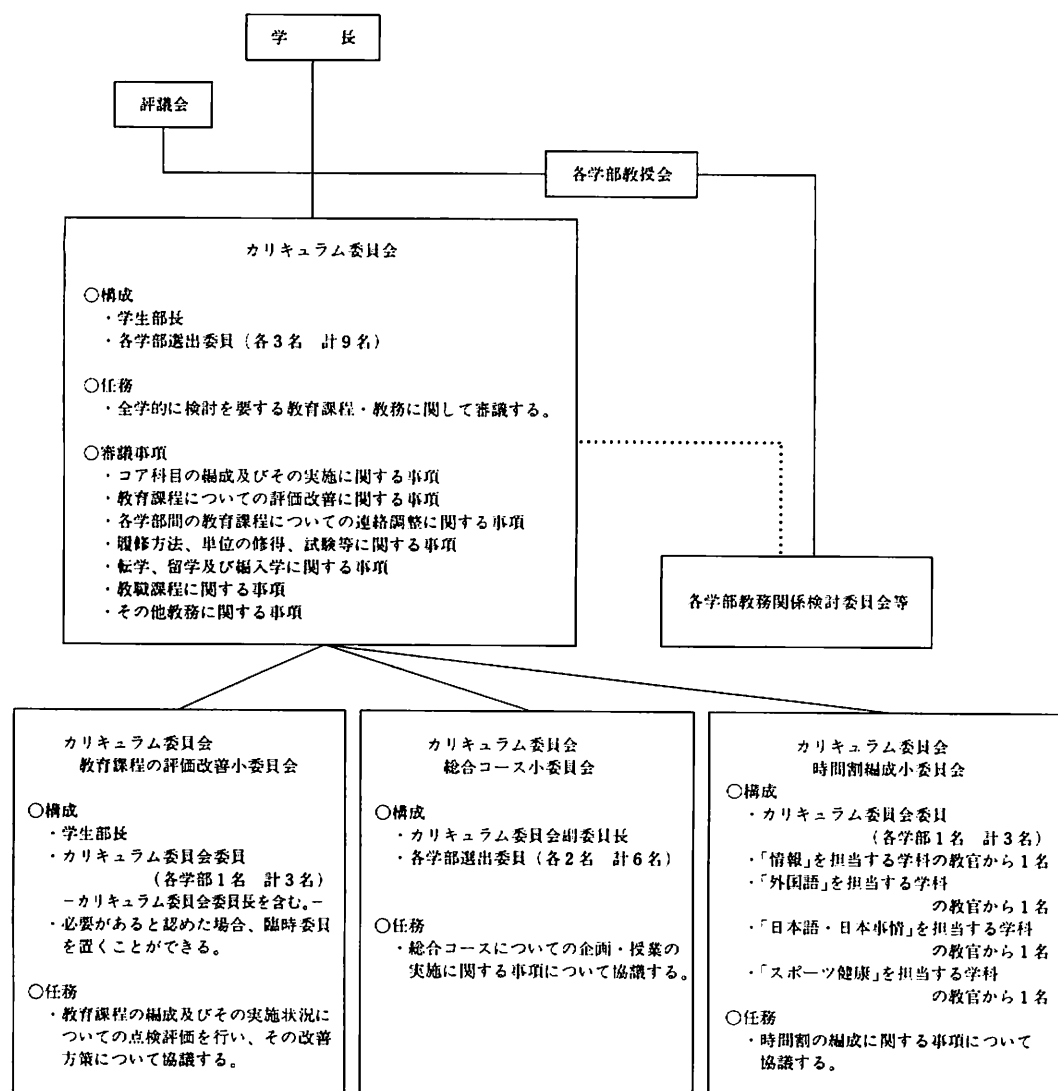 学　　長
評議会
各学部教授会
カリキュラム委員会
○構成
・学生部長
・各学部選出委員（各3名　計9名）
○任務
・全学的に検討を要する教育課程・教務に関して審議する。
○審議事項
・コア科目の編成及びその実施に関する事項
・教育課程についての評価改善に関する事項
・各学部間の教育課程についての連絡調整に関する事項
・履修方法、単位の修得、試験等に関する事項
・転学、留学及び編入学に関する事項
・教職課程に関する事項
・その他教務に関する事項
各学部教務関係検討委員会等
カリキュラム委員会
教育課程の評価改善小委員会
○構成
・学生部長
・カリキュラム委員会委員
（各学部1名　計3名）
－カリキュラム委員会委員長を含む。－
・必要があると認めた場合、臨時委員
を置くことができる。
○任務
・教育課程の編成及びその実施状況に
ついての点検評価を行い、その改善
方策について協議する。
カリキュラム委員会
総合コース小委員会
○構成
・カリキュラム委員会副委員長
・各学部選出委員（各2名　計6名）
○任務
・総合コースについての企画・授業の
実施に関する事項について協議する。
カリキュラム委員会
時間割編成小委員会
○構成
・カリキュラム委員会委員
（各学部1名　計3名）
・「情報」を担当する学科の教官から1名
・「外国語」を担当する学科
の教官から1名
・「日本語・日本事情」を担当する学科
の教官から1名
・「スポーツ健康」を担当する学科
の教官から1名
○任務
・時間割の編成に関する事項について
協議する。